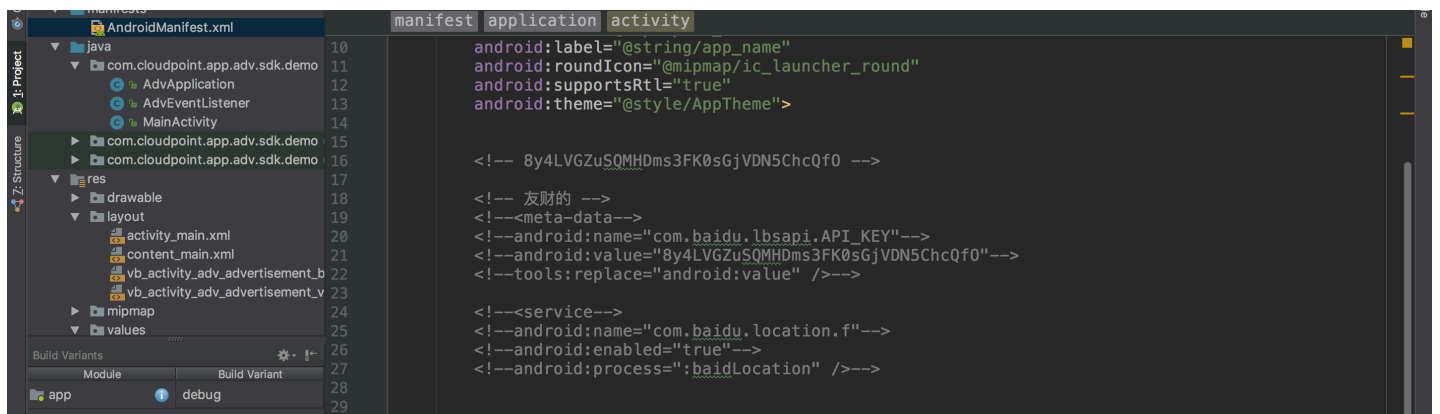 manifests
AndroidManifest.xml
java
com.cloudpoint.app.adv.sdk.demo
AdvApplication
AdvEventListener
MainActivity
com.cloudpoint.app.adv.sdk.demo
com.cloudpoint.app.adv.sdk.demo
res
drawable
layout
activity_main.xml
content_main.xml
vb_activity_adv_advertisement_b
vb_activity_adv_advertisement_v
mipmap
values
1: Project
7: Structure
Build Variants
Module Build Variant
app debug
manifest application activity
10 android:label="@string/app_name"
11 android:roundIcon="@mipmap/ic_launcher_round"
12 android:supportsRtl="true"
13 android:theme="@style/AppTheme">
14
15
16 <!-- 8y4LVGZuSQMHDms3FK0sGjVDN5ChcQfO -->
17
18 <!-- 友财的 -->
19 <!--<meta-data-->
20 <!--android:name="com.baidu.lbsapi.API_KEY"-->
21 <!--android:value="8y4LVGZuSQMHDms3FK0sGjVDN5ChcQfO"-->
22 <!--tools:replace="android:value" />-->
23
24 <!--<service-->
25 <!--android:name="com.baidu.location.f"-->
26 <!--android:enabled="true"-->
27 <!--android:process=":baidLocation" />-->
28
29